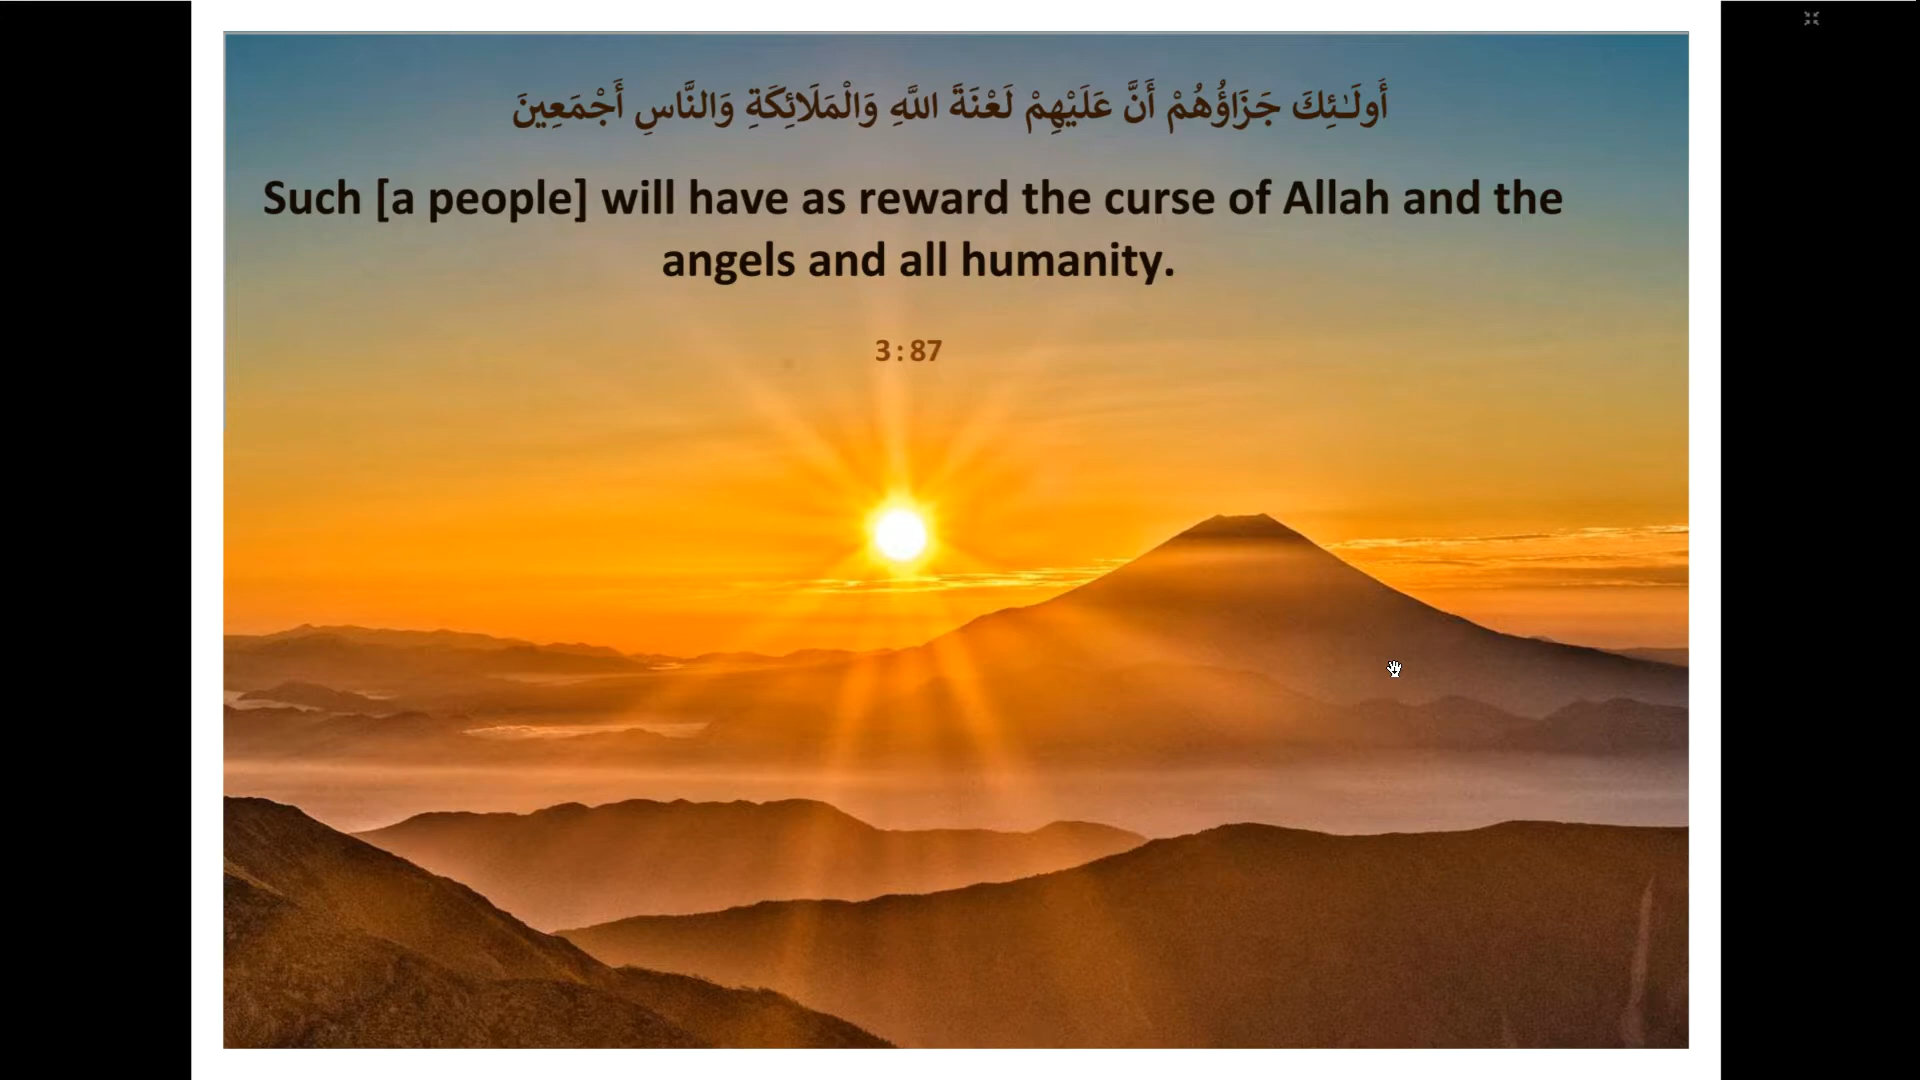 أَولَـٰئِكَ جَزَاؤُهُمْ أَنَّ عَلَيْهِمْ لَعْنَةَ اللَّهِ وَالْمَلَائِكَةِ وَالنَّاسِ أَجْمَعِينَ
Such [a people] will have as reward the curse of Allah and the
angels and all humanity.
3:87